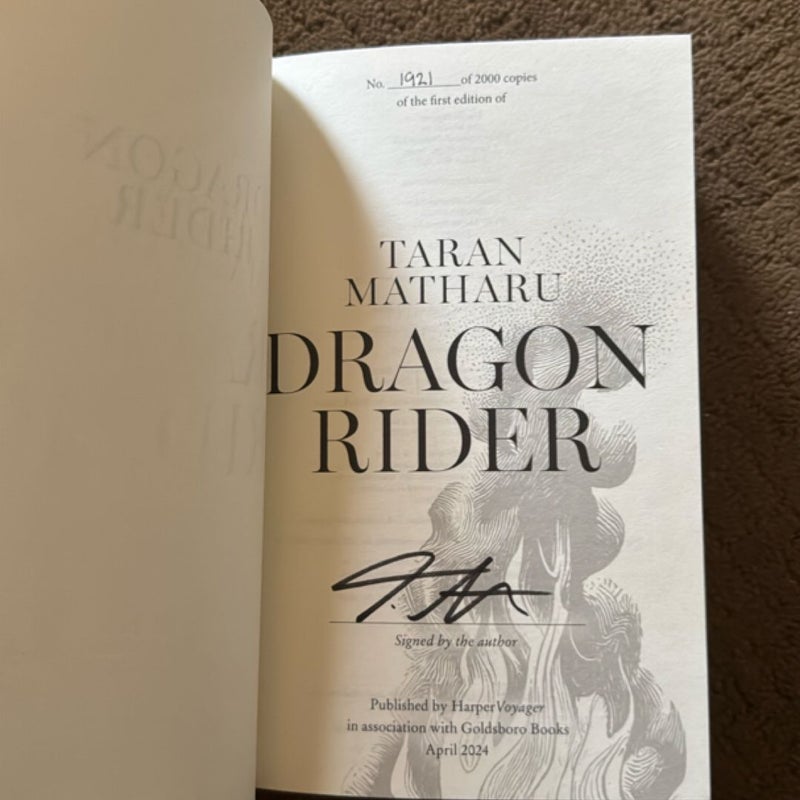 No. 1921 of 2000 copies
of the first edition of
TARAN
MATHARU
DRAGON
RIDER
Signed by the author
Published by HarperVoyager
in association with Goldsboro Books
April 2024